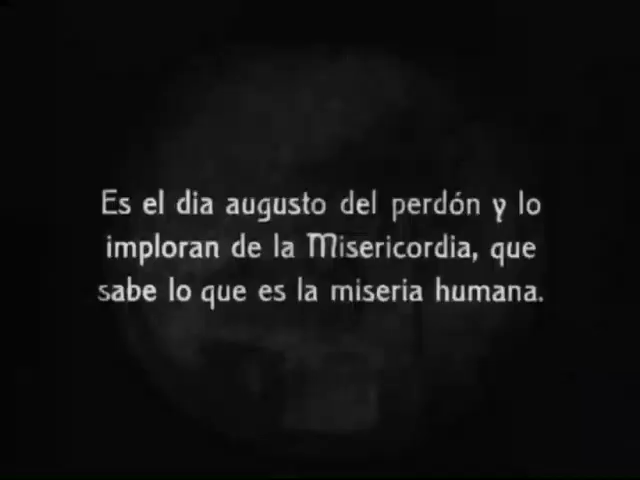 Es el dia augusto del perdón y lo
imploran de la Misericordia, que
sabe lo que es la miseria humana.